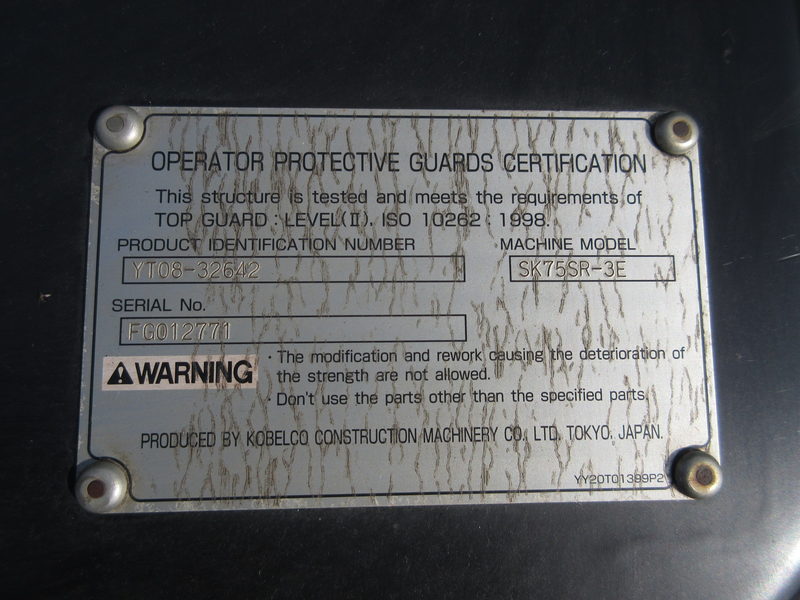 OPERATOR PROTECTIVE GUARDS CERTIFICATION
This structure is tested and meets the requirements of
TOP GUARD : LEVEL(II). ISO 10262 : 1998.
PRODUCT IDENTIFICATION NUMBER
MACHINE MODEL
YT08-32642
SK75SR-3E
SERIAL No.
FG012771
WARNING
· The modification and rework causing the deterioration of
the strength are not allowed.
· Don't use the parts other than the specified parts.
PRODUCED BY KOBELCO CONSTRUCTION MACHINERY CO., LTD. TOKYO, JAPAN.
YY20T01399P2